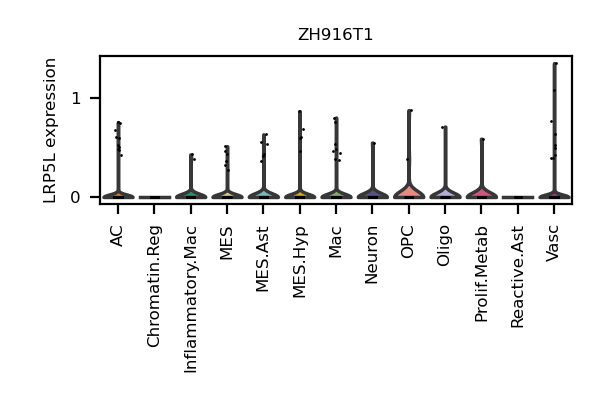 ZH916T1
LRP5L expression
1
0
AC
Chromatin.Reg
Inflammatory.Mac
MES
MES.Ast
MES.Hyp
Mac
Neuron
OPC
Oligo
Prolif.Metab
Reactive.Ast
Vasc